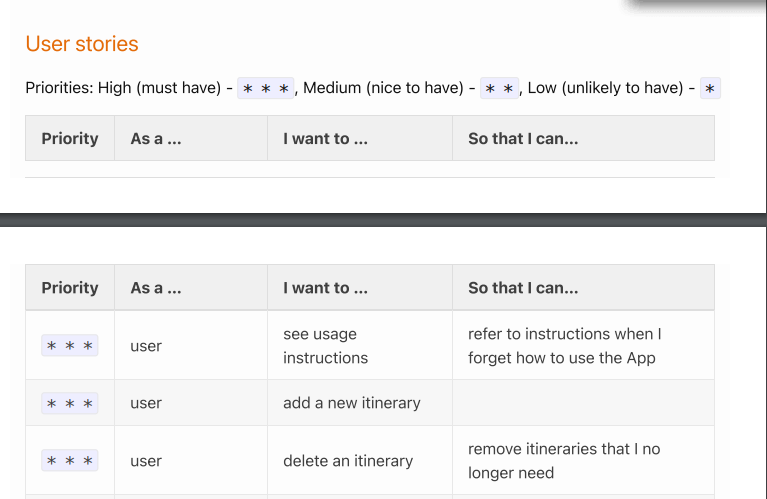 User stories
Priorities: High (must have) - * * *, Medium (nice to have) - * *, Low (unlikely to have) - *
Priority As a ... I want to ... So that I can...
Priority As a ... I want to ... So that I can...
* * * user see usage instructions refer to instructions when I forget how to use the App
* * * user add a new itinerary
* * * user delete an itinerary remove itineraries that I no longer need